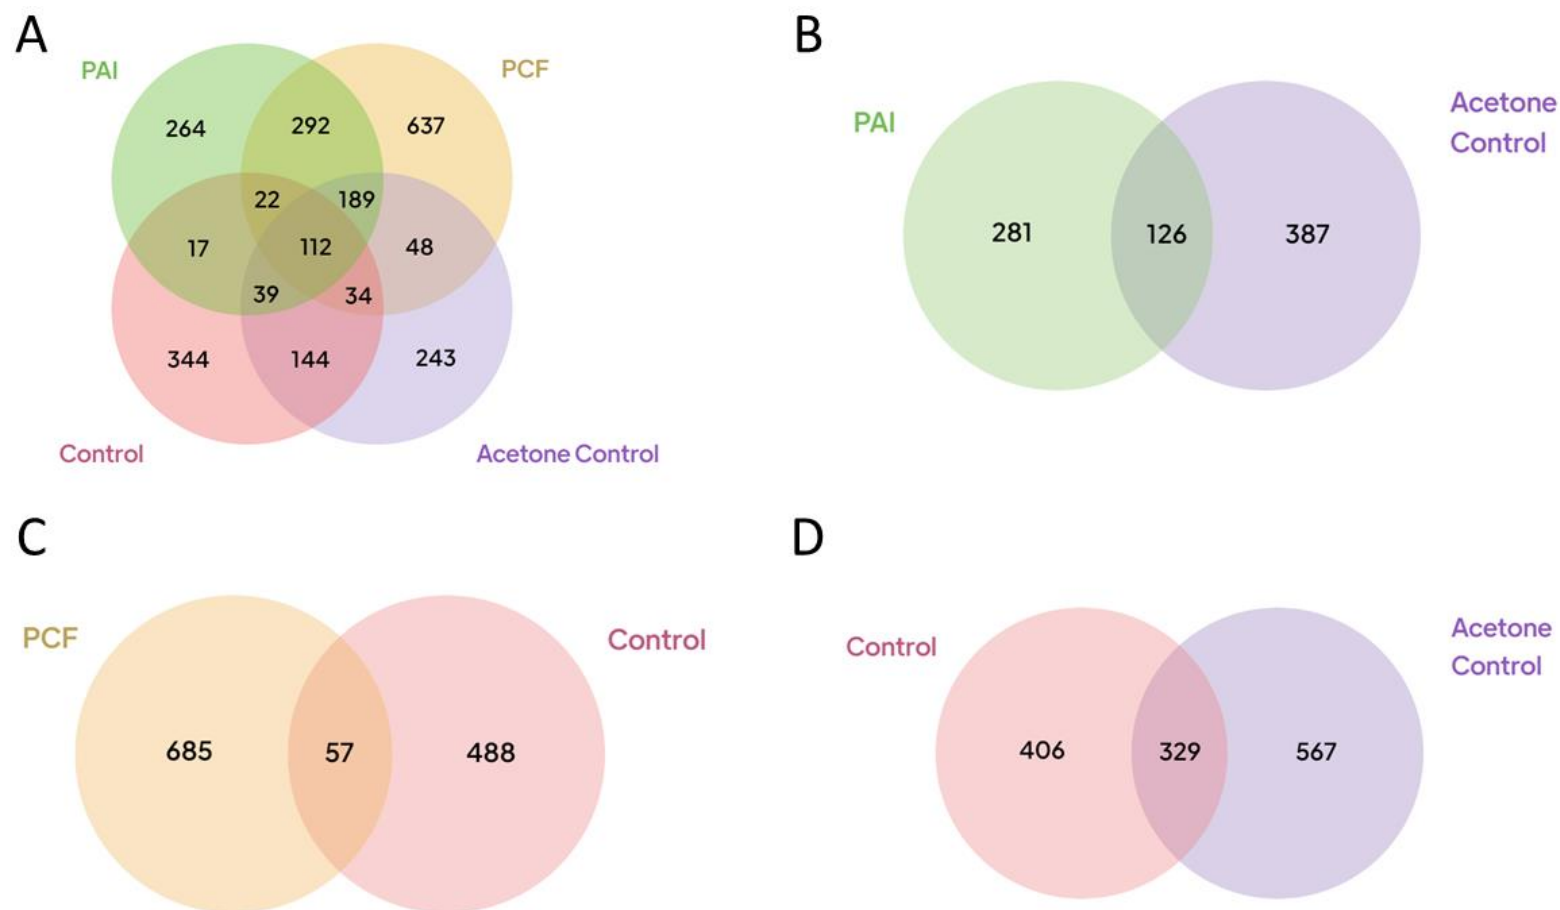 A
PAI
PCF
264
292
637
22
189
17
112
48
39
34
344
144
243
Control
Acetone Control
B
PAI
Acetone
Control
281
126
387
C
PCF
Control
685
57
488
D
Control
Acetone
Control
406
329
567